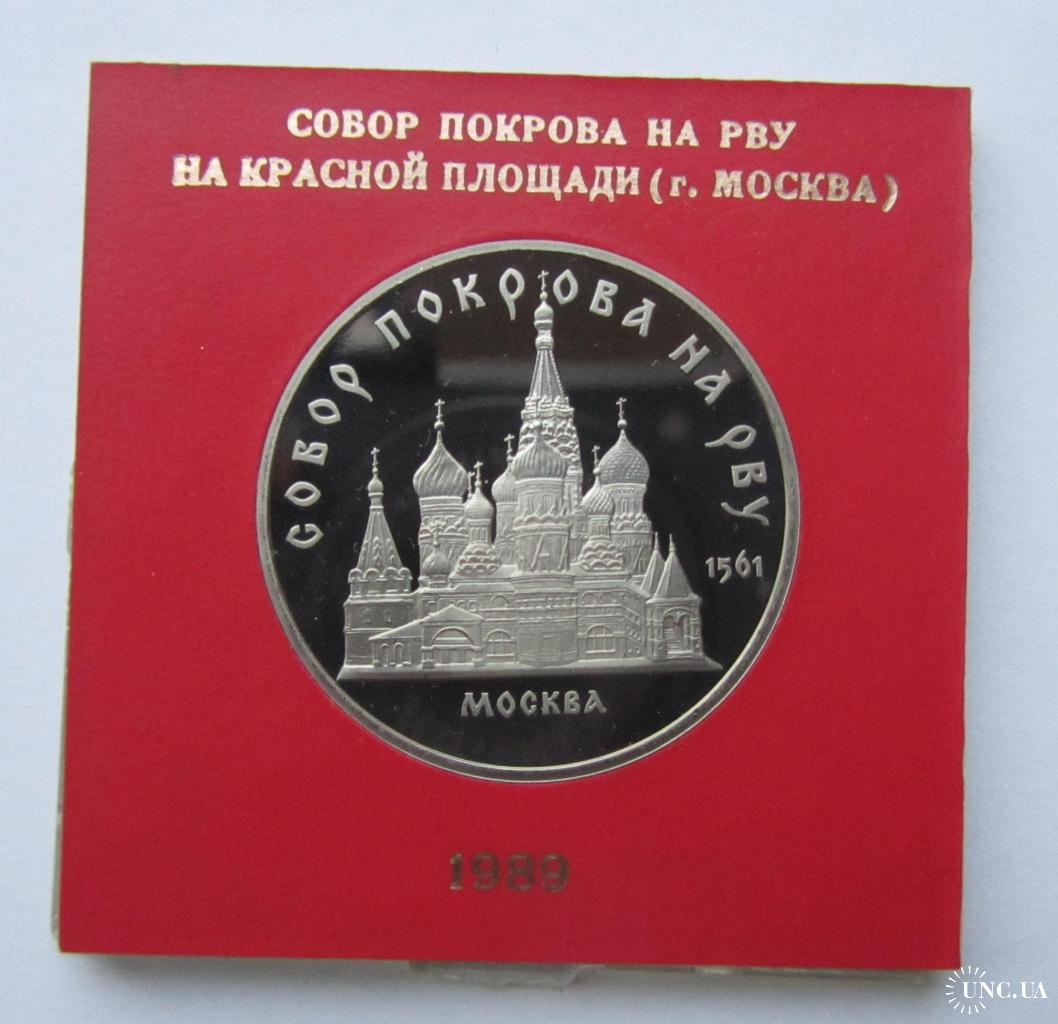 СОБОР ПОКРОВА НА РВУ
НА КРАСНОЙ ПЛОЩАДИ (г. МОСКВА)
СОБОР ПОКРОВА НА РВУ
1561
МОСКВА
1989
UNC.UA